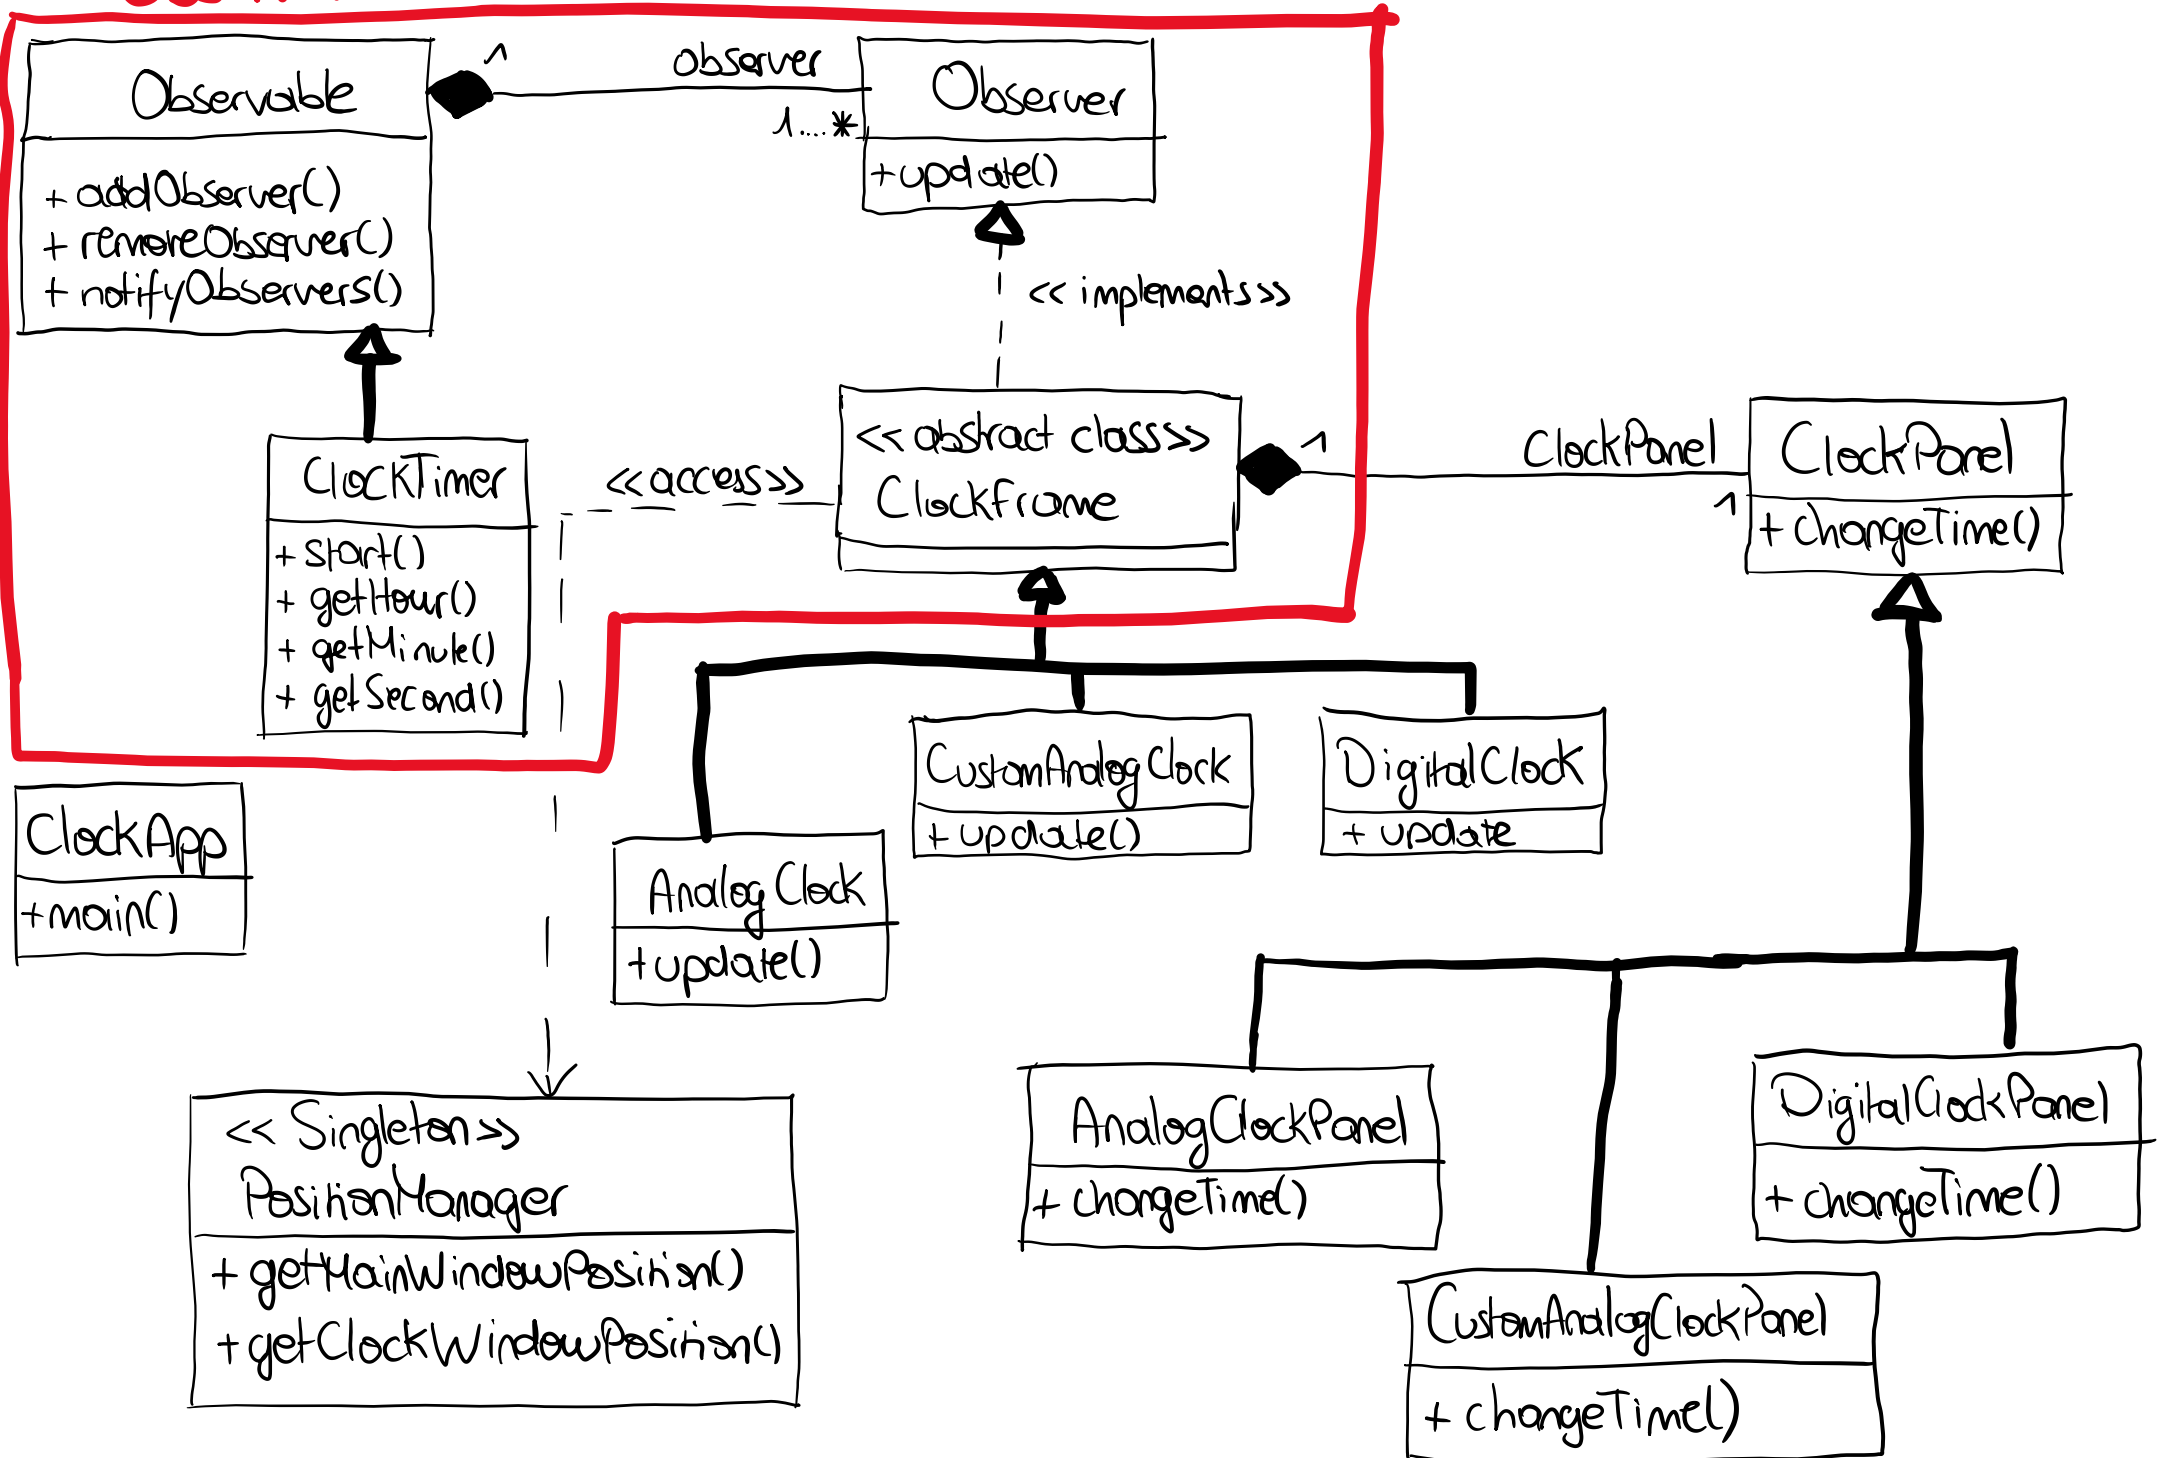 Observable
+ addObserver()
+ removeObserver()
+ notifyObservers()
1
observer
1....*
Observer
+update()
<< implements>>
ClockTimer
+ start()
+ getHour()
+ getMinute()
+ getSecond()
<<access>>
<< abstract class>>
Clockframe
1
ClockPanel
1
ClockPanel
+ changeTime()
ClockApp
+main()
AnalogClock
+update()
CustomAnalogClock
+update()
DigitalClock
+ update
<< Singleton >>
PositionManager
+ getMainWindowPosition()
+getClockWindowPosition()
AnalogClockPanel
+ changeTime()
CustomAnalogClockPanel
+ changeTime()
DigitalClockPanel
+ changeTime()